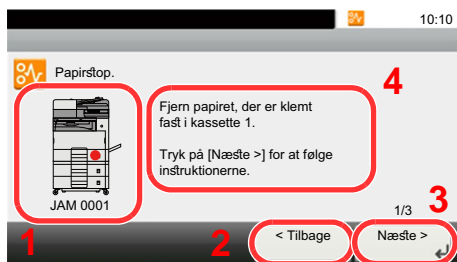 10:10
Papirstop.
4
Fjern papiret, der er klemt
fast i kassette 1.
Tryk på [Næste >] for at følge
instruktionerne.
JAM 0001
1/3
3
1
2
< Tilbage
Næste >